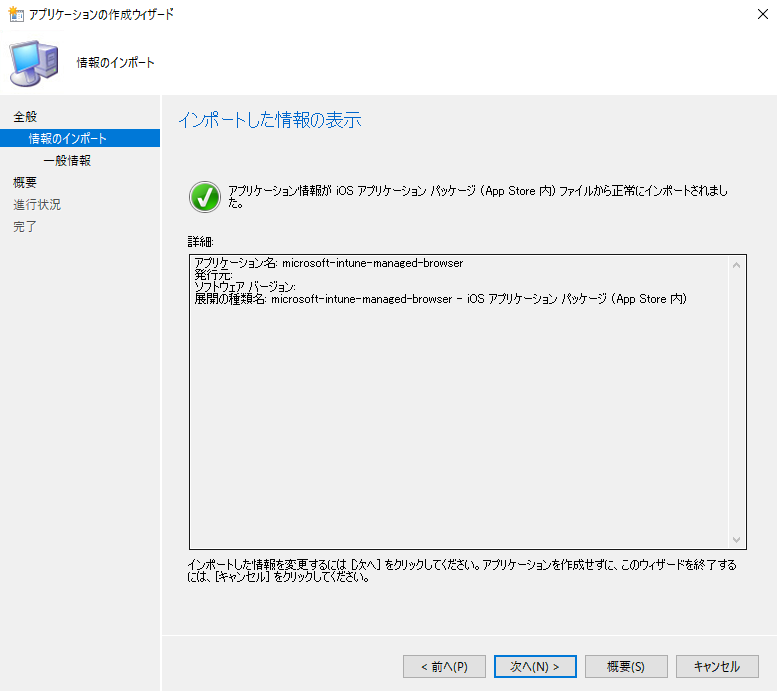 アプリケーションの作成ウィザード
情報のインポート
全般
情報のインポート
一般情報
概要
進行状況
完了
インポートした情報の表示
アプリケーション情報が iOS アプリケーション パッケージ (App Store 内) ファイルから正常にインポートされまし
た。
詳細:
アプリケーション名: microsoft-intune-managed-browser
発行元:
ソフトウェア バージョン:
展開の種類名: microsoft-intune-managed-browser - iOS アプリケーション パッケージ (App Store 内)
インポートした情報を変更するには [次へ] をクリックしてください。アプリケーションを作成せずに、このウィザードを終了する
には、[キャンセル] をクリックしてください。
< 前へ(P)
次へ(N) >
概要(S)
キャンセル